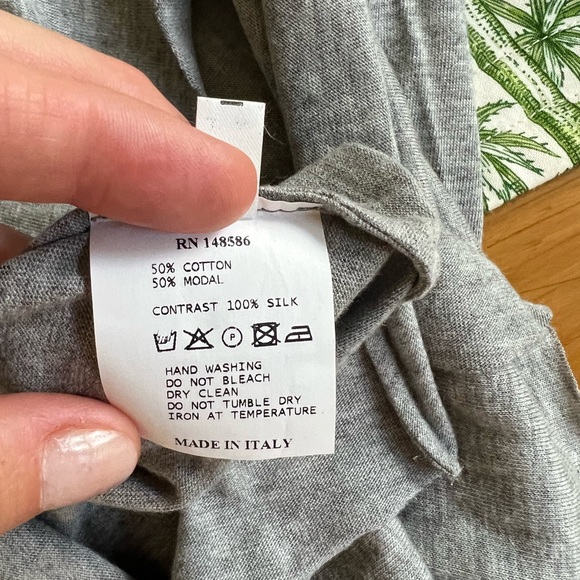 RN 148586
50% COTTON
50% MODAL
CONTRAST 100% SILK
P
HAND WASHING
DO NOT BLEACH
DRY CLEAN
DO NOT TUMBLE DRY
IRON AT TEMPERATURE
MADE IN ITALY